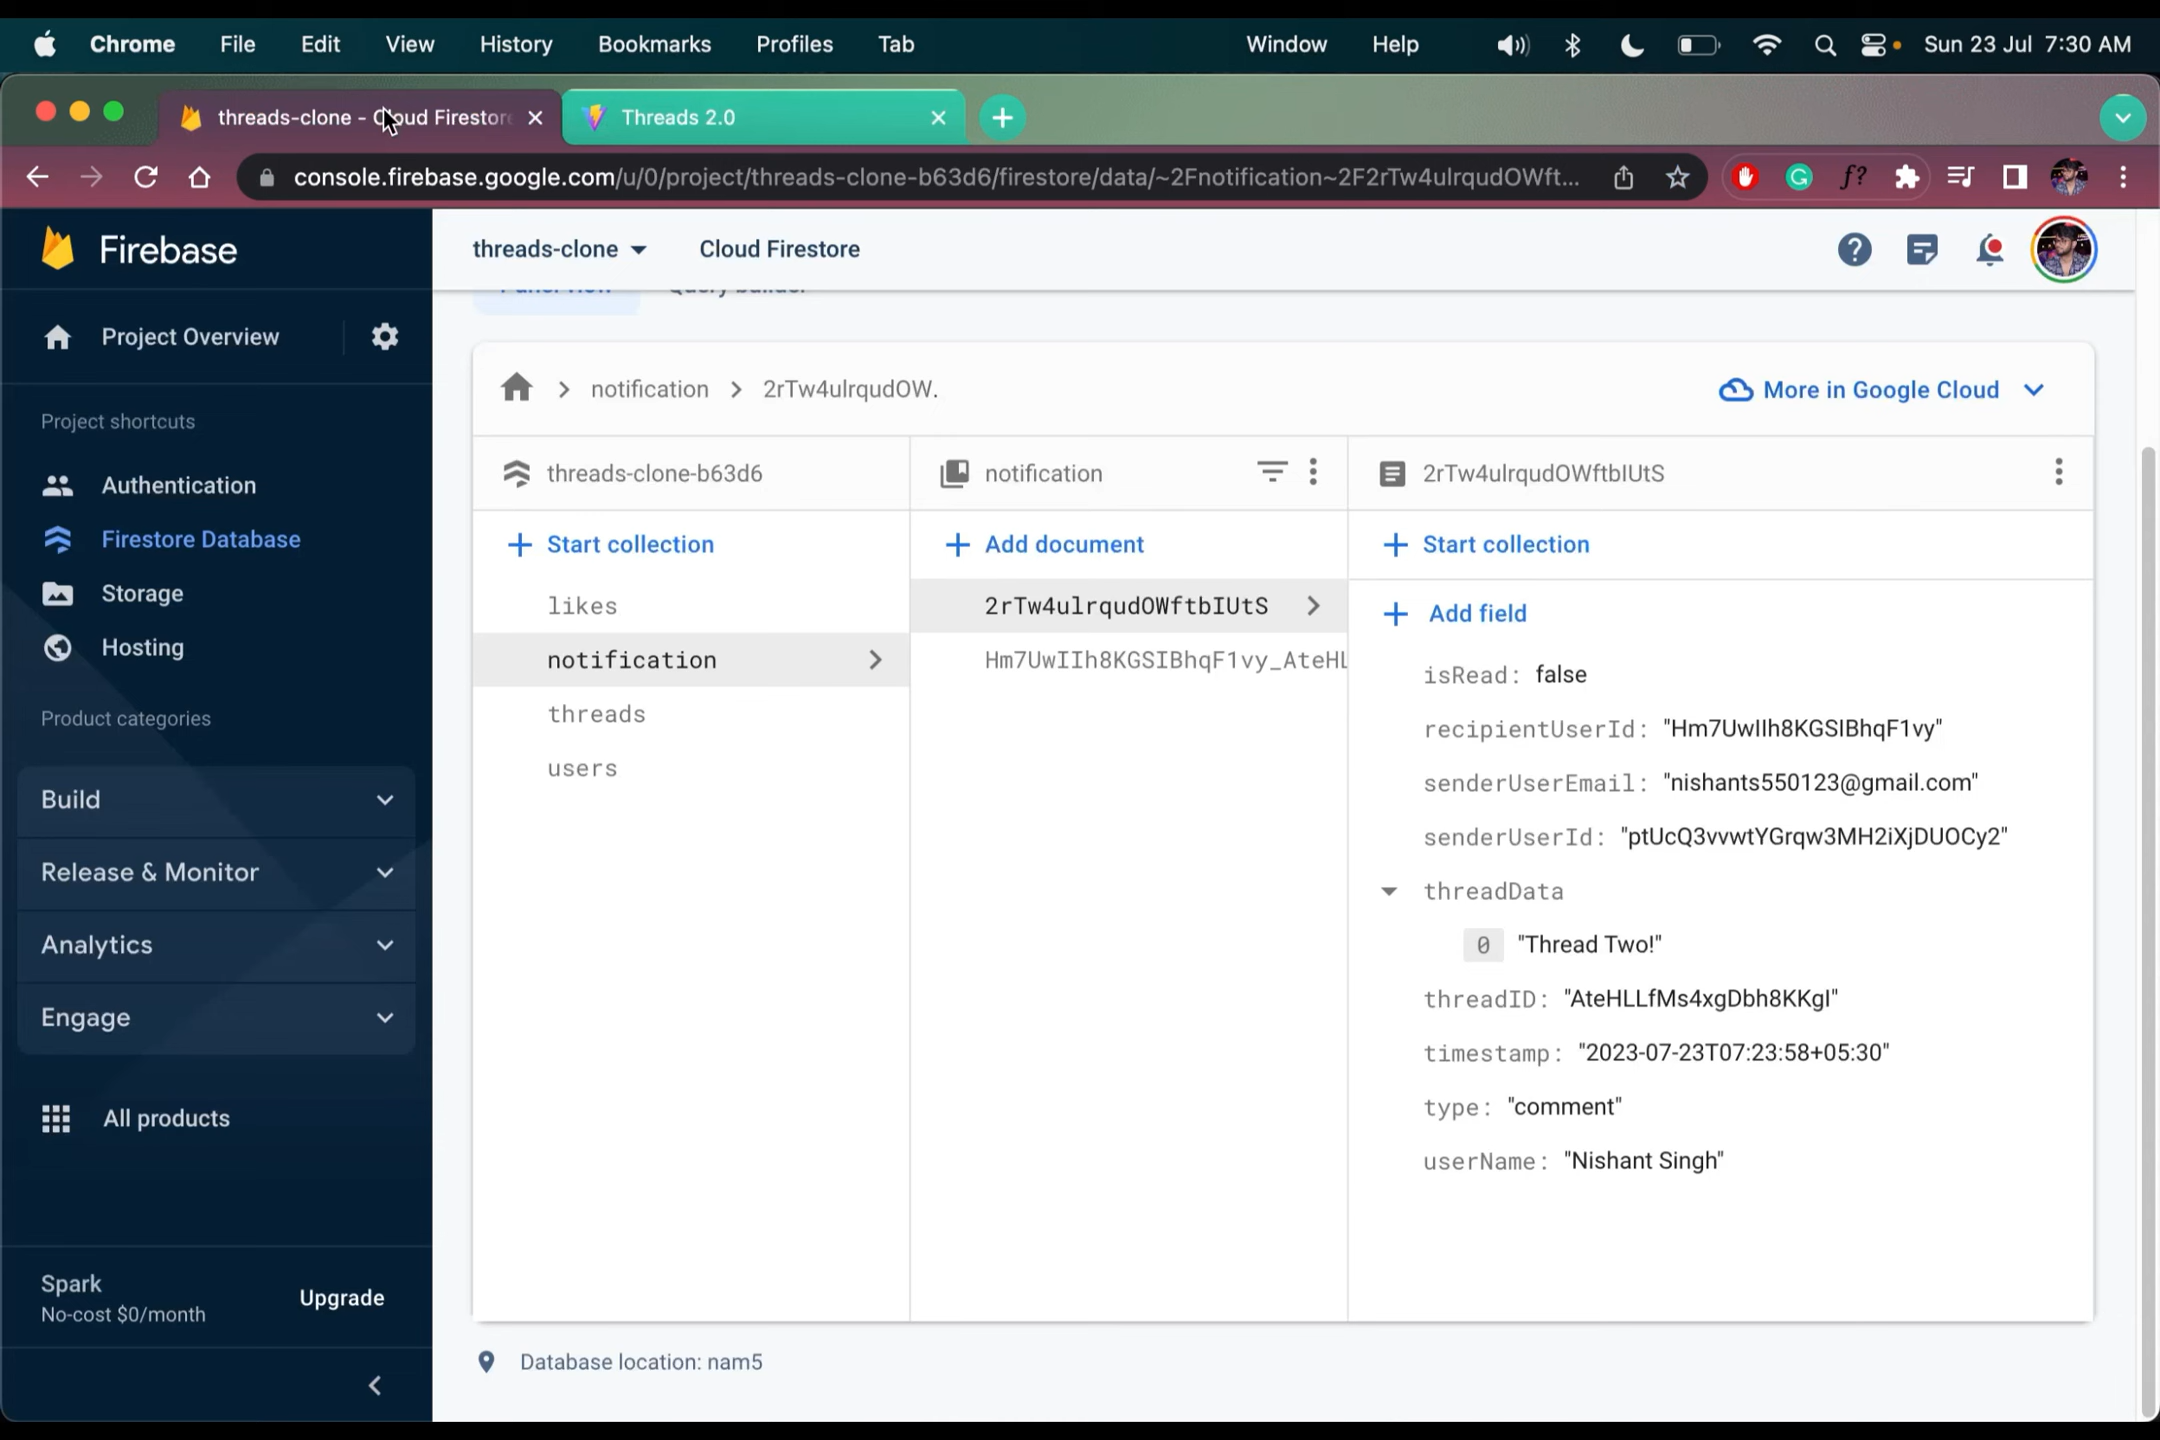 Chrome File Edit View History Bookmarks Profiles Tab Window Help Sun 23 Jul 7:30 AM
threads-clone - Cloud Firestore Threads 2.0
console.firebase.google.com/u/0/project/threads-clone-b63d6/firestore/data/~2Fnotification~2F2rTw4ulrqudOWft...
Firebase
threads-clone Cloud Firestore
Panel view Query builder
Project Overview
notification 2rTw4ulrqudOW.
More in Google Cloud
Project shortcuts
Authentication
Firestore Database
Storage
Hosting
Product categories
Build
Release & Monitor
Analytics
Engage
All products
Spark
No-cost $0/month
Upgrade
threads-clone-b63d6
Start collection
likes
notification
threads
users
notification
Add document
2rTw4ulrqudOWftbIUtS
Hm7UwIIh8KGSIBhqF1vy_AteHL
2rTw4ulrqudOWftbIUtS
Start collection
Add field
isRead: false
recipientUserId: "Hm7UwIIh8KGSIBhqF1vy"
senderUserEmail: "nishants550123@gmail.com"
senderUserId: "ptUcQ3vvwtYGrqw3MH2iXjDUOCy2"
threadData
0 "Thread Two!"
threadID: "AteHLLfMs4xgDbh8KKgI"
timestamp: "2023-07-23T07:23:58+05:30"
type: "comment"
userName: "Nishant Singh"
Database location: nam5